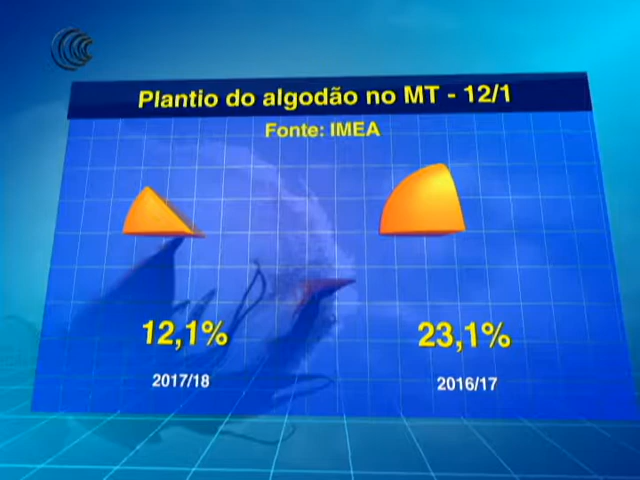 Plantio do algodão no MT - 12/1
Fonte: IMEA
12,1%
23,1%
2017/18
2016/17